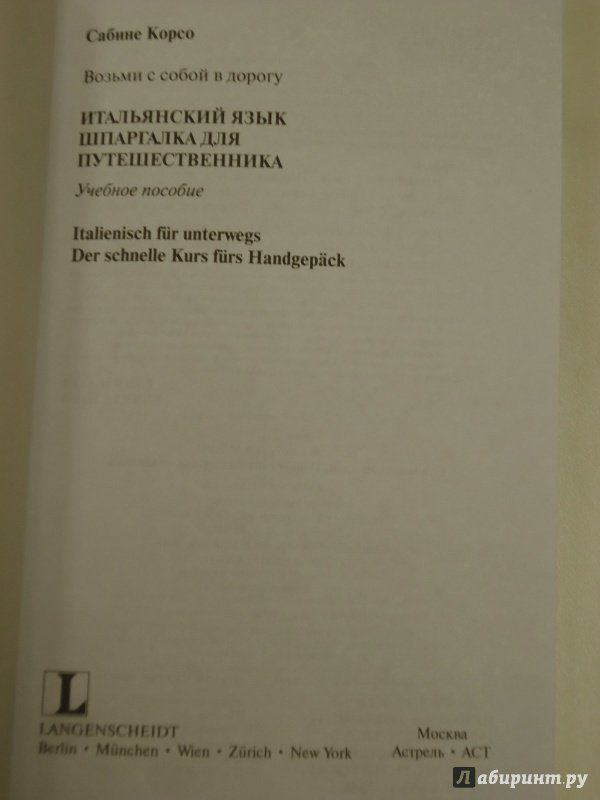 Сабине Корсо
Возьми с собой в дорогу
ИТАЛЬЯНСКИЙ ЯЗЫК
ШПАРГАЛКА ДЛЯ
ПУТЕШЕСТВЕННИКА
Учебное пособие
Italienisch für unterwegs
Der schnelle Kurs fürs Handgepäck
L
LANGENSCHEIDT
Berlin · München · Wien · Zürich · New York
Москва
Астрель · АСТ
Лабиринт.ру